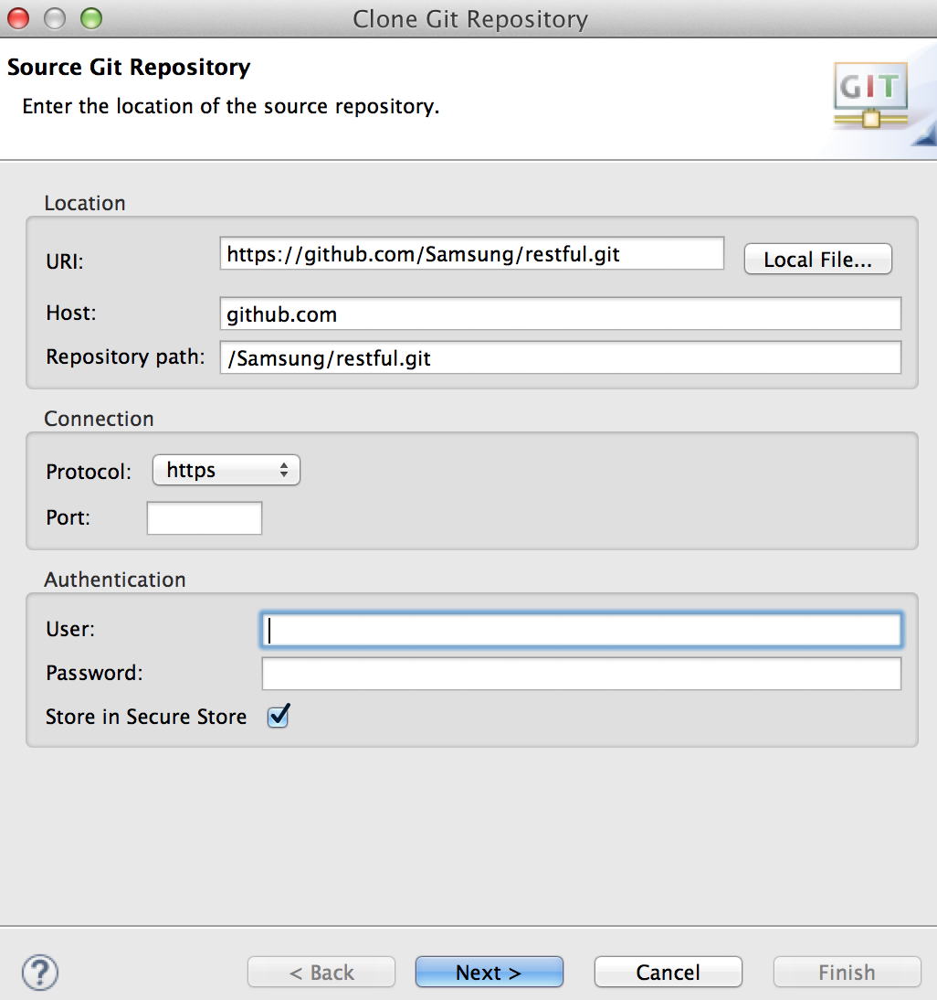 Clone Git Repository
Source Git Repository
Enter the location of the source repository.
GIT
Location
URI: https://github.com/Samsung/restful.git Local File...
Host: github.com
Repository path: /Samsung/restful.git
Connection
Protocol: https
Port:
Authentication
User:
Password:
Store in Secure Store
? < Back Next > Cancel Finish